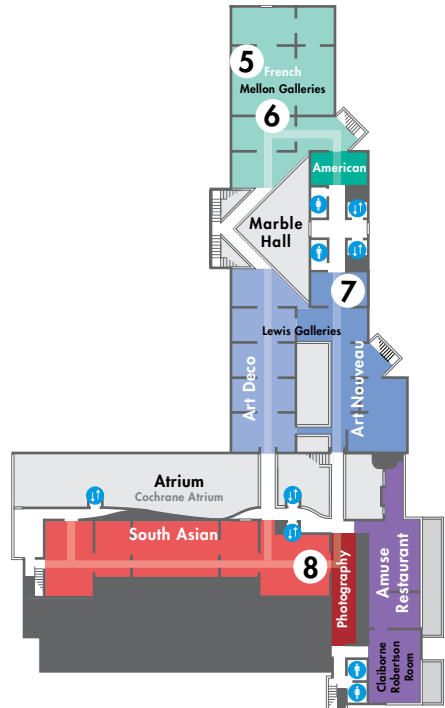 5
French
Mellon Galleries
6
American
Marble
Hall
7
Lewis Galleries
Art Deco
Art Nouveau
Atrium
Cochrane Atrium
South Asian
8
Photography
Amuse
Restaurant
Claiborne
Robertson
Room